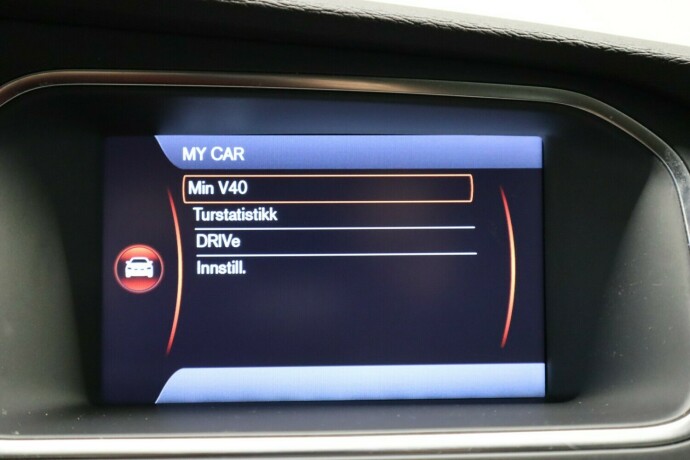 MY CAR
Min V40
Turstatistikk
DRIVe
Innstill.